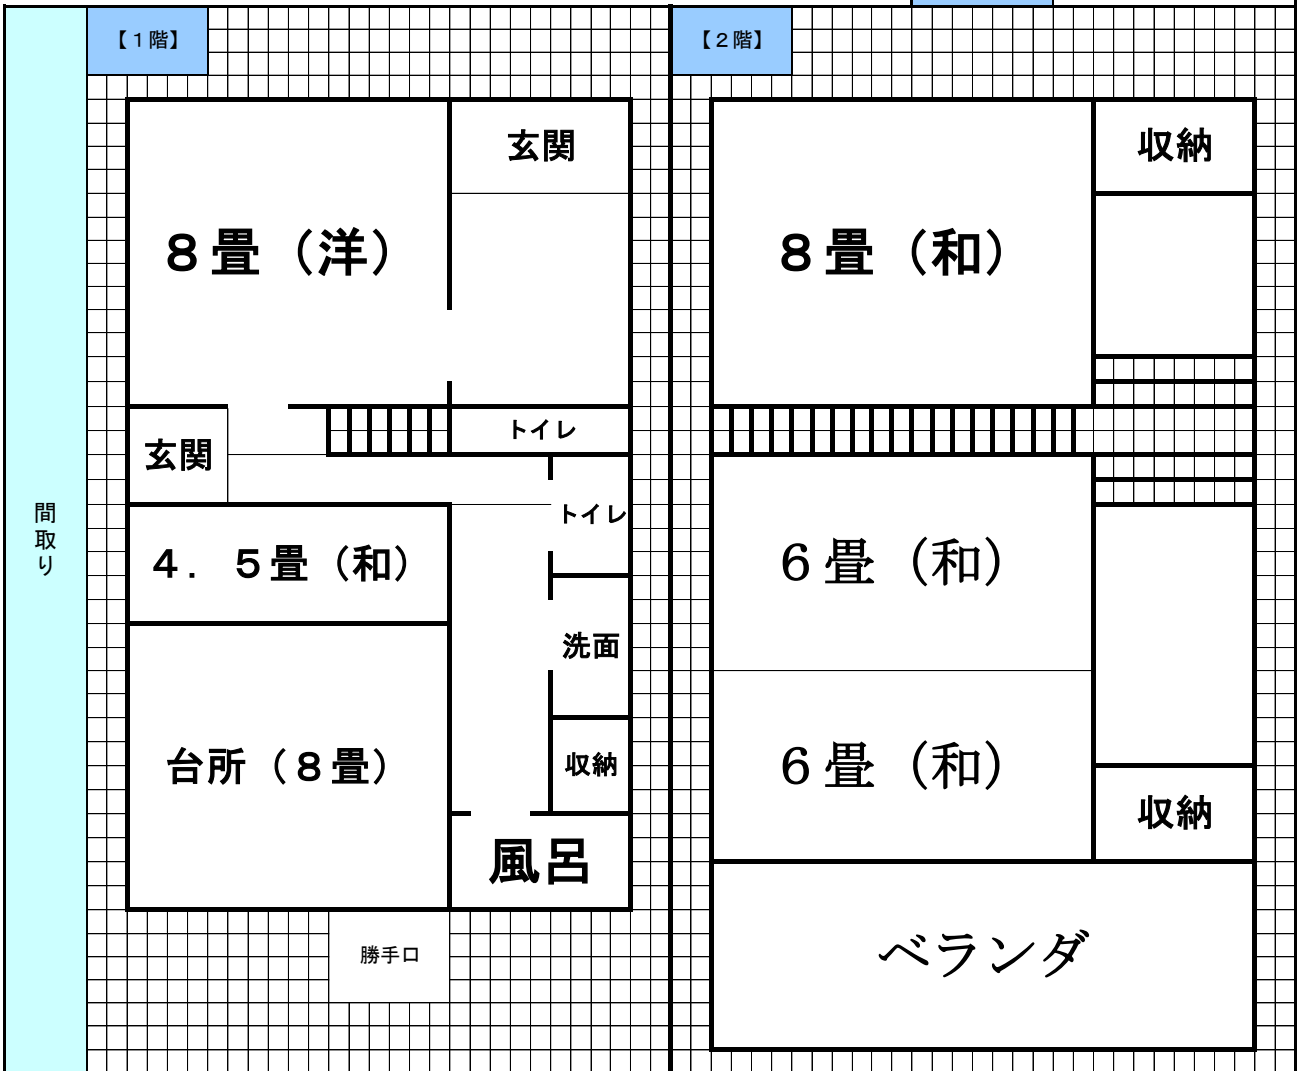 間取り
【１階】
玄関
８畳（洋）
トイレ
玄関
トイレ
４．５畳（和）
洗面
台所（８畳）
収納
風呂
勝手口
【２階】
収納
８畳（和）
６畳（和）
６畳（和）
収納
ベランダ